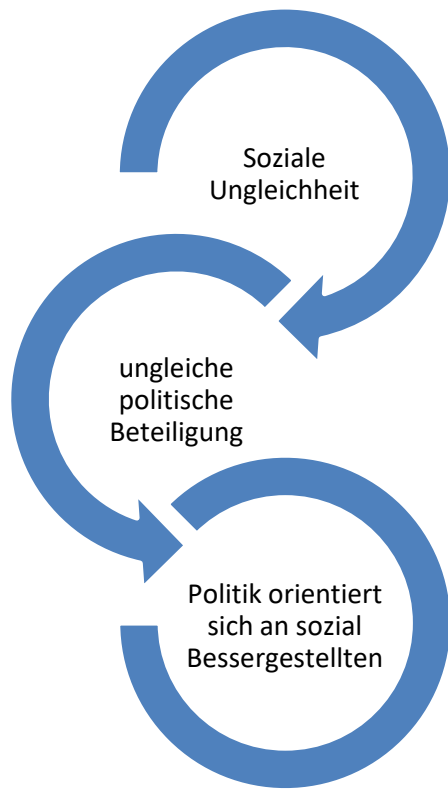 Soziale
Ungleichheit
ungleiche
politische
Beteiligung
Politik orientiert
sich an sozial
Bessergestellten